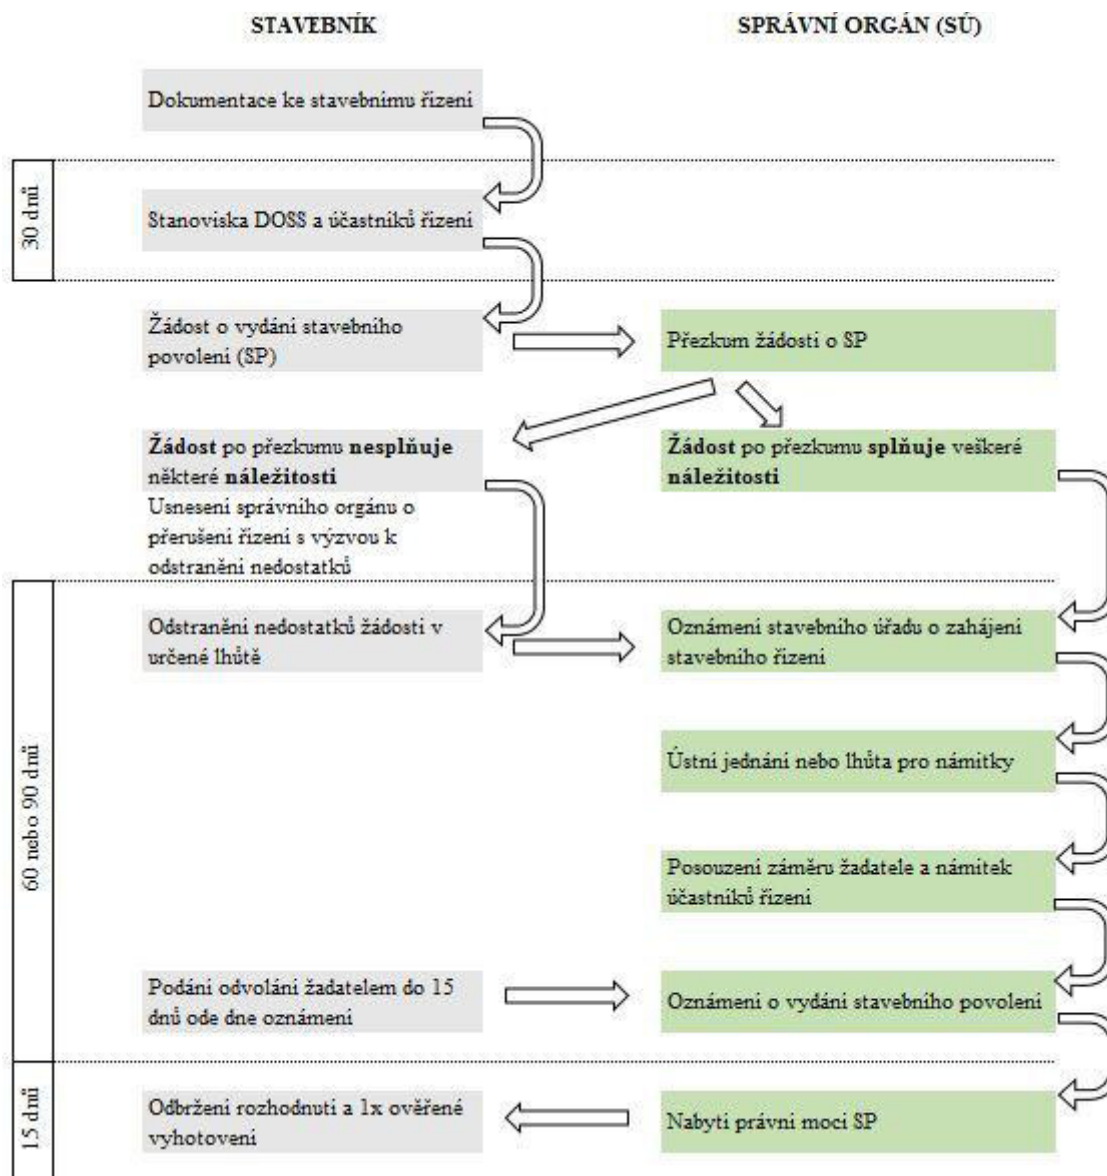 STAVEBNÍK
SPRÁVNÍ ORGÁN (SÚ)
Dokumentace ke stavebnímu řízení
30 dnů
Stanoviska DOSS a účastníků řízení
Žádost o vydání stavebního
povolení (SP)
Přezkum žádosti o SP
Žádost po přezkumu nesplňuje
některé náležitosti
Usnesení správního orgánu o
přerušení řízení s výzvou k
odstranění nedostatků
Žádost po přezkumu splňuje veškeré
náležitosti
60 nebo 90 dnů
Odstranění nedostatků žádosti v
určené lhůtě
Oznámení stavebního úřadu o zahájení
stavebního řízení
Ústní jednání nebo lhůta pro námitky
Posouzení záměru žadatele a námitek
účastníků řízení
Podání odvolání žadatelem do 15
dnů ode dne oznámení
Oznámení o vydání stavebního povolení
15 dnů
Odbržení rozhodnutí a 1x ověřené
vyhotovení
Nabytí právní moci SP